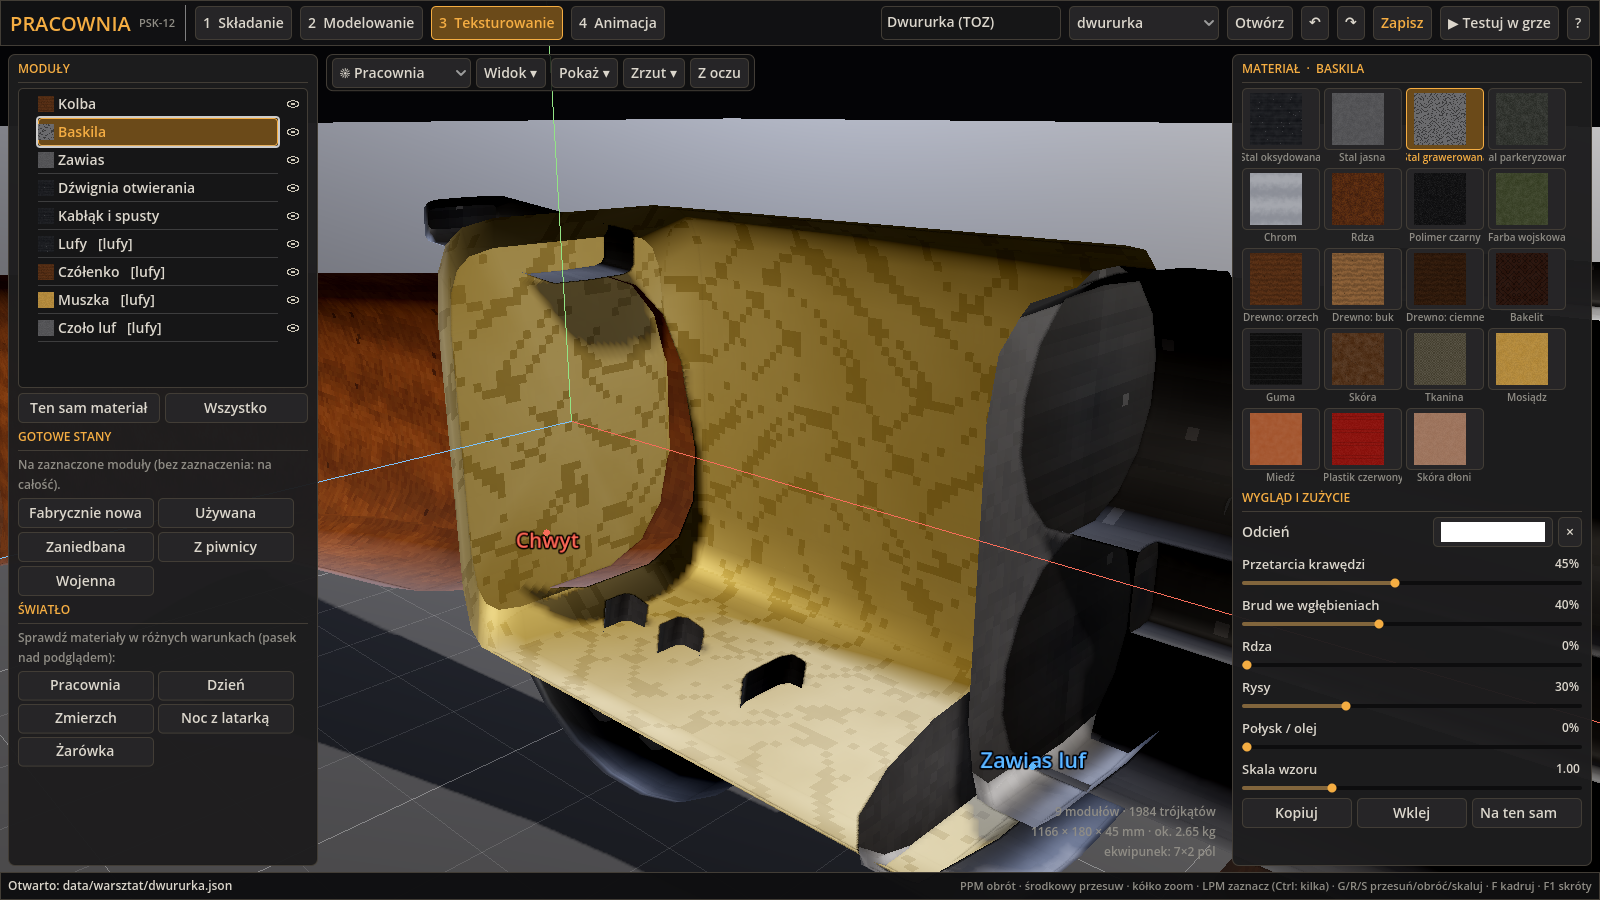 PRACOWNIA PSK-12 1 Składanie 2 Modelowanie 3 Teksturowanie 4 Animacja Dwururka (TOZ) dwururka Otwórz ↶ ↷ Zapisz ▶ Testuj w grze ?
MODUŁY
Kolba
Baskila
Zawias
Dźwignia otwierania
Kabłąk i spusty
Lufy [lufy]
Czółenko [lufy]
Muszka [lufy]
Czoło luf [lufy]
Ten sam materiał Wszystko
GOTOWE STANY
Na zaznaczone moduły (bez zaznaczenia: na
całość).
Fabrycznie nowa Używana
Zaniedbana Z piwnicy
Wojenna
ŚWIATŁO
Sprawdź materiały w różnych warunkach (pasek
nad podglądem):
Pracownia Dzień
Zmierzch Noc z latarką
Żarówka
Pracownia Widok ▾ Pokaż ▾ Zrzut ▾ Z oczu
Chwyt
Zawias luf
9 modułów · 1984 trójkątów
1166 × 180 × 45 mm · ok. 2.65 kg
ekwipunek: 7×2 pól
MATERIAŁ · BASKILA
Stal oksydowana Stal jasna Stal grawerowana al parkeryzowar
Chrom Rdza Polimer czarny Farba wojskowa
Drewno: orzech Drewno: buk Drewno: ciemne Bakelit
Guma Skóra Tkanina Mosiądz
Miedź Plastik czerwony Skóra dłoni
WYGLĄD I ZUŻYCIE
Odcień ×
Przetarcia krawędzi 45%
Brud we wgłębieniach 40%
Rdza 0%
Rysy 30%
Połysk / olej 0%
Skala wzoru 1.00
Kopiuj Wklej Na ten sam
Otwarto: data/warsztat/dwururka.json PPM obrót · środkowy przesuw · kółko zoom · LPM zaznacz (Ctrl: kilka) · G/R/S przesuń/obróć/skaluj · F kadruj · F1 skróty